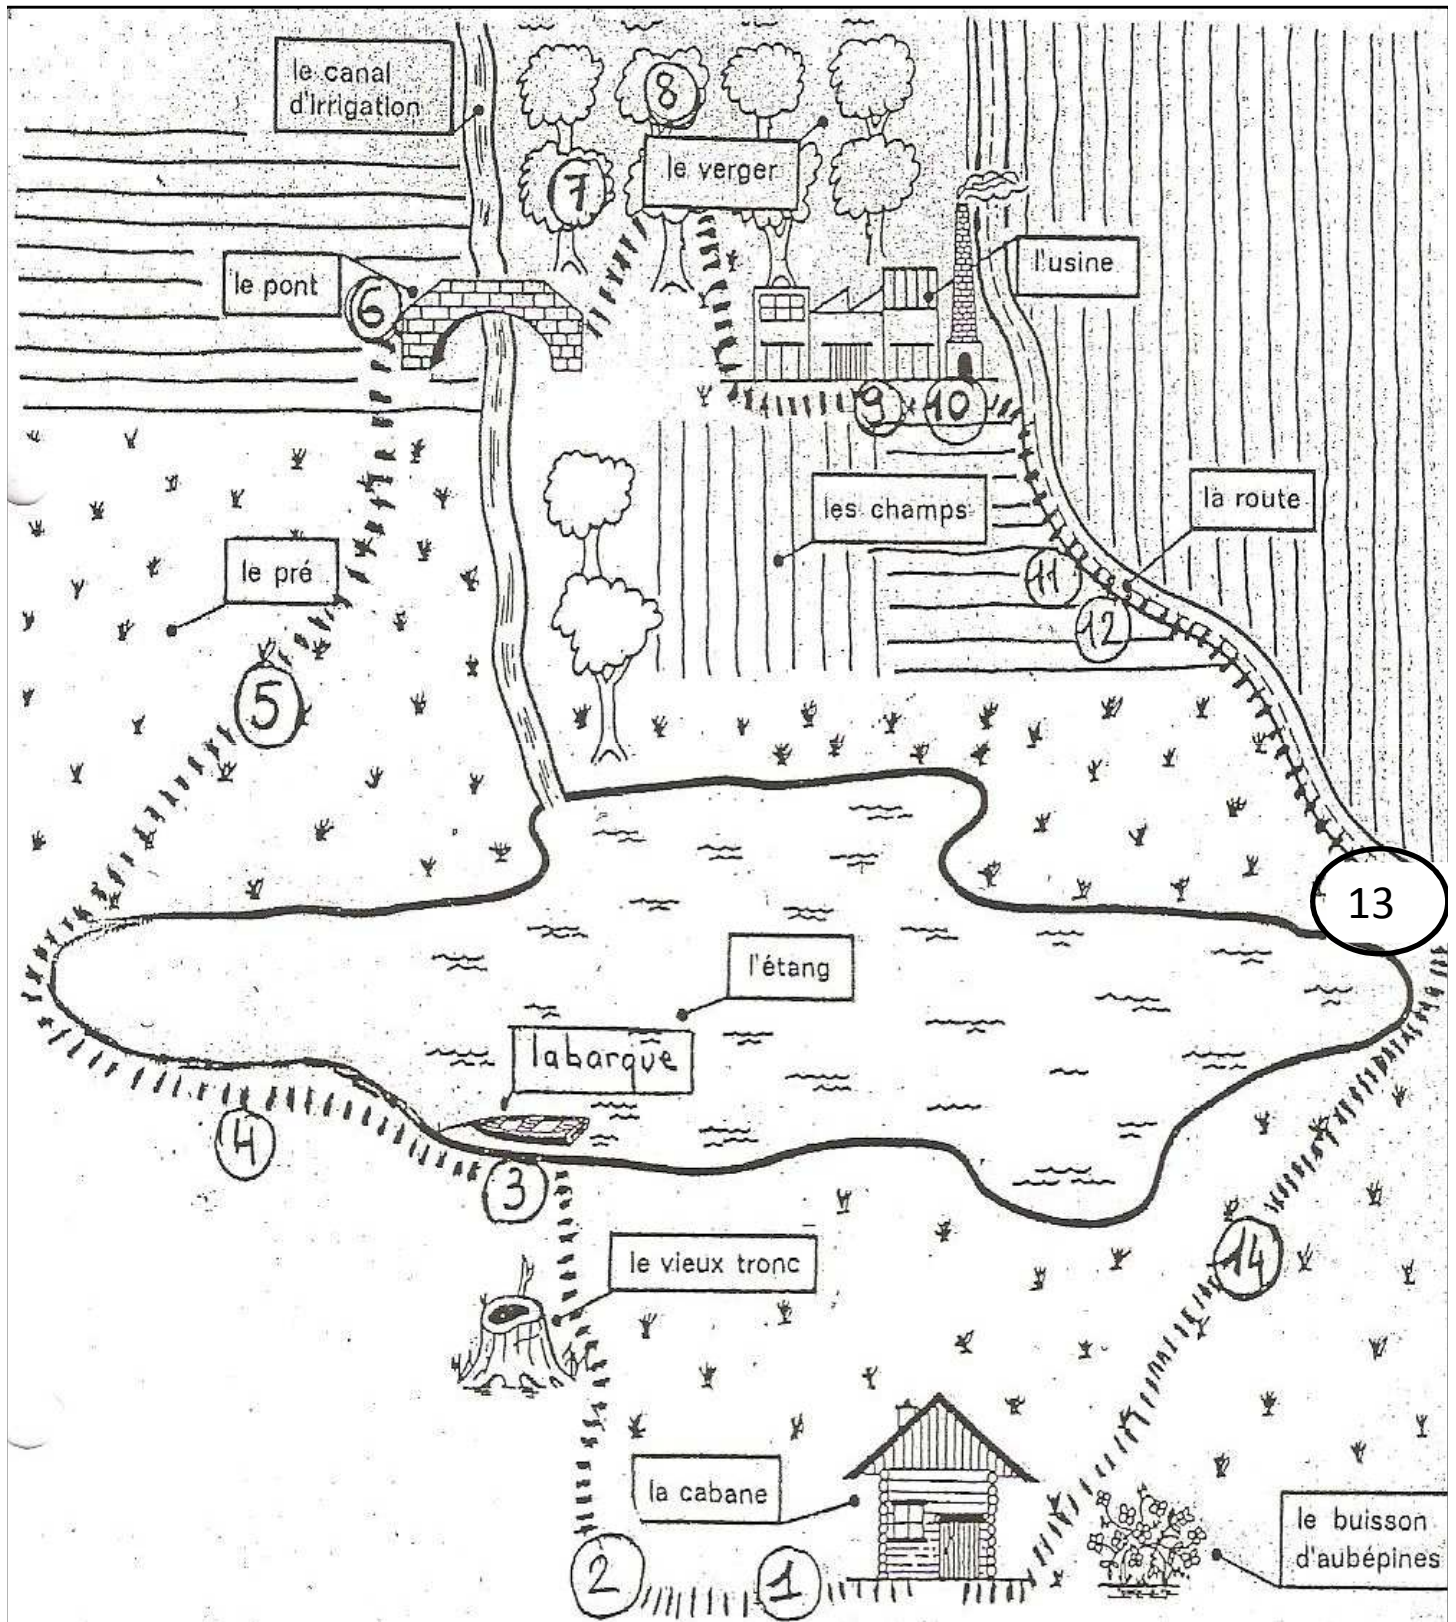 le canal
d'irrigation
8
le verger
7
l'usine
le pont
6
9
10
les champs
la route
le pré
11
12
5
13
l'étang
labarque
4
3
le vieux tronc
14
la cabane
le buisson
d'aubépines
2
1